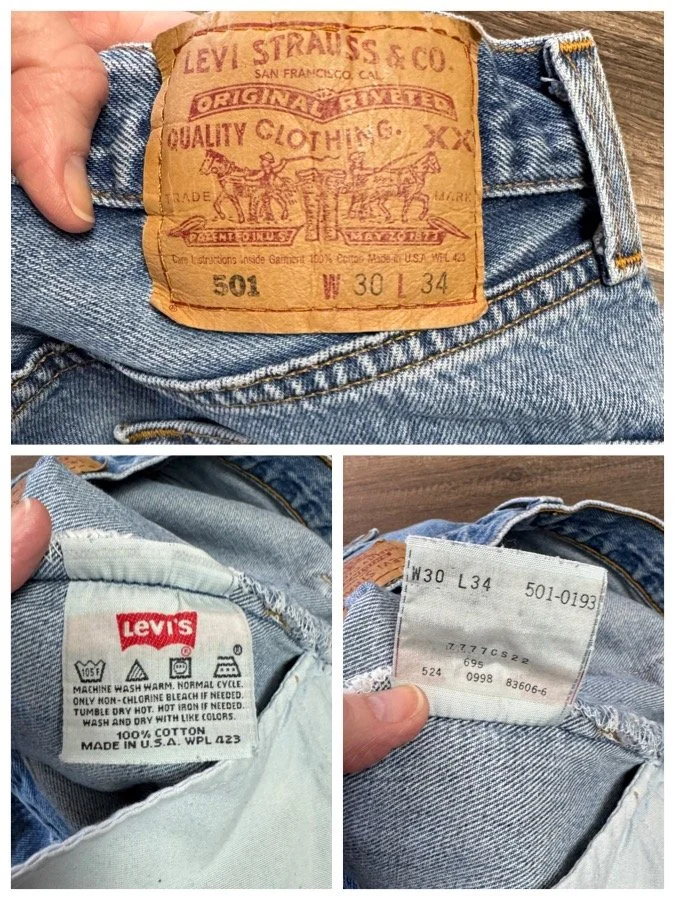 LEVI STRAUSS & CO.
SAN FRANCISCO, CAL.
ORIGINAL RIVETED
QUALITY CLOTHING. XX
TRADE MARK
PATENTED IN U.S. MAY 20 1873
Care Instructions Inside Garment 100% Cotton Made in U.S.A. WPL 423
501 W 30 L 34
®
LEVI'S
®
105F
®
MACHINE WASH WARM. NORMAL CYCLE.
ONLY NON-CHLORINE BLEACH IF NEEDED.
TUMBLE DRY HOT. HOT IRON IF NEEDED.
WASH AND DRY WITH LIKE COLORS.
100% COTTON
MADE IN U.S.A. WPL 423
W30 L34 501-0193
7777CS22
695
524 0998 83606-6